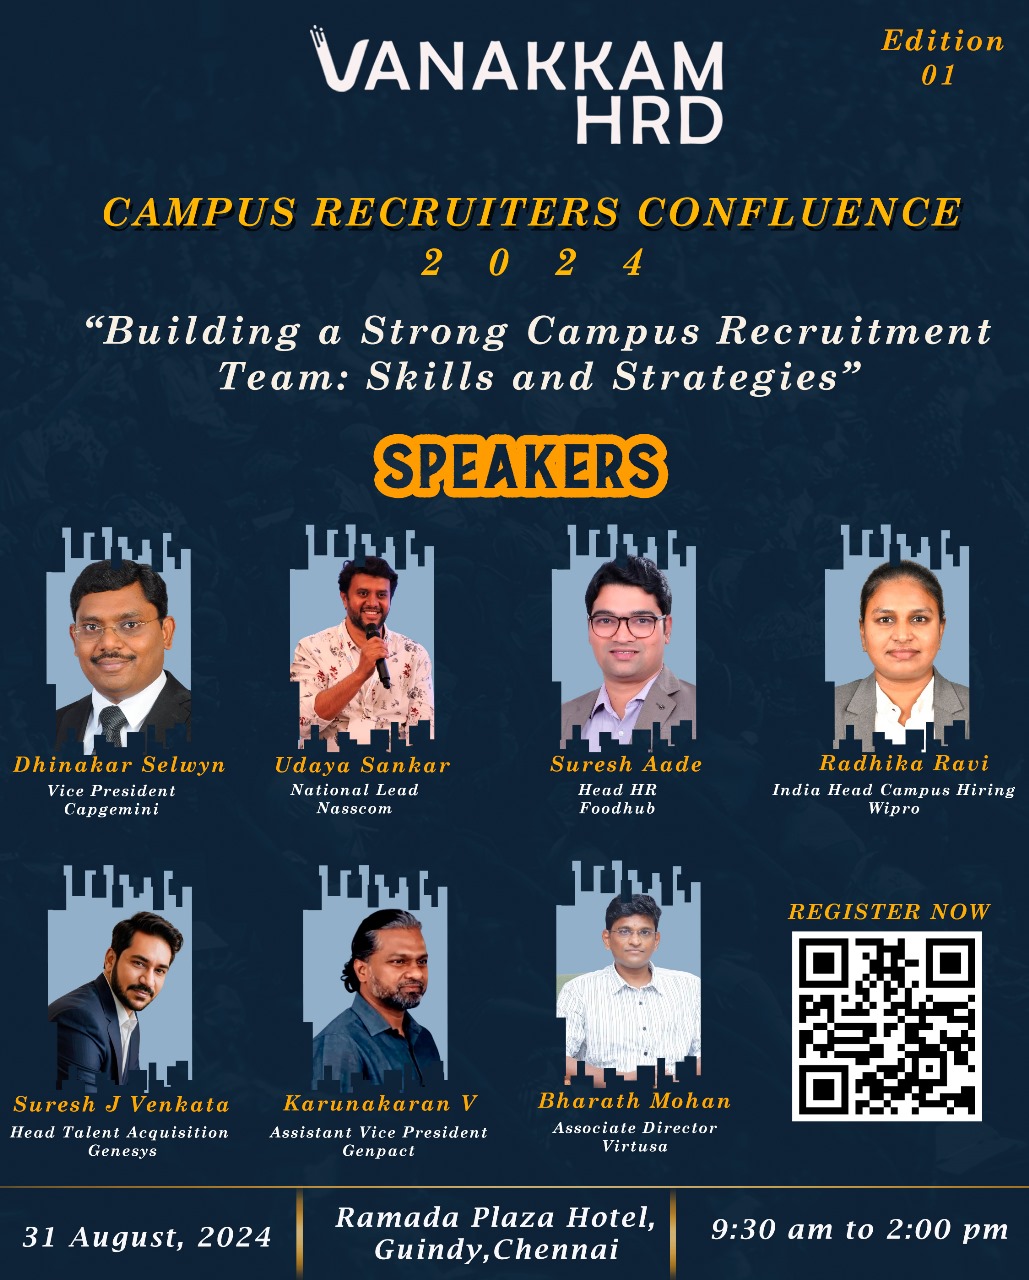 VANAKKAM
HRD
Edition
01
CAMPUS RECRUITERS CONFLUENCE
2 0 2 4
“Building a Strong Campus Recruitment
Team: Skills and Strategies”
SPEAKERS
Dhinakar Selwyn
Vice President
Capgemini
Udaya Sankar
National Lead
Nasscom
Suresh Aade
Head HR
Foodhub
Radhika Ravi
India Head Campus Hiring
Wipro
Suresh J Venkata
Head Talent Acquisition
Genesys
Karunakaran V
Assistant Vice President
Genpact
Bharath Mohan
Associate Director
Virtusa
REGISTER NOW
31 August, 2024
Ramada Plaza Hotel,
Guindy,Chennai
9:30 am to 2:00 pm